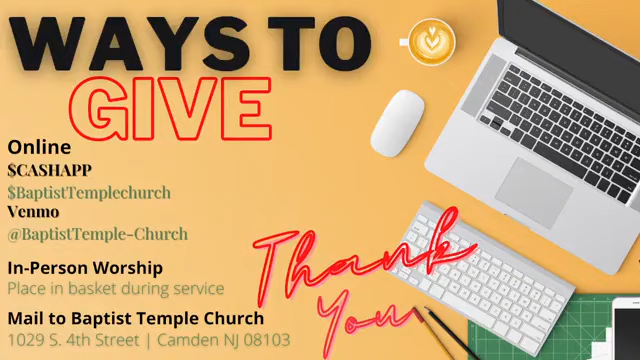 WAYS TO
GIVE
Online
$CASHAPP
$BaptistTemplechurch
Venmo
@BaptistTemple-Church
In-Person Worship
Place in basket during service
Mail to Baptist Temple Church
1029 S. 4th Street | Camden NJ 08103
Thank
You